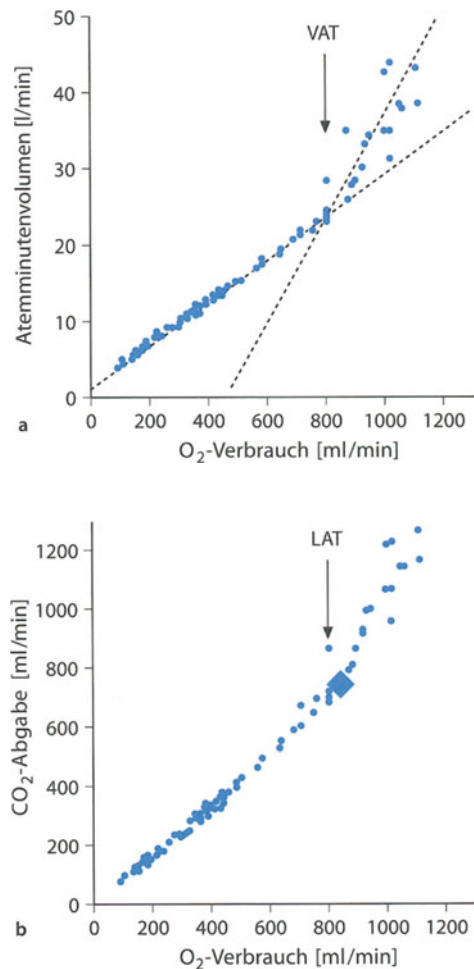 VAT
Atemminutenvolumen [l/min]
50
40
30
20
10
0
0 200 400 600 800 1000 1200
a
O₂-Verbrauch [ml/min]
LAT
CO₂-Abgabe [ml/min]
1200
1000
800
600
400
200
0
0 200 400 600 800 1000 1200
b
O₂-Verbrauch [ml/min]